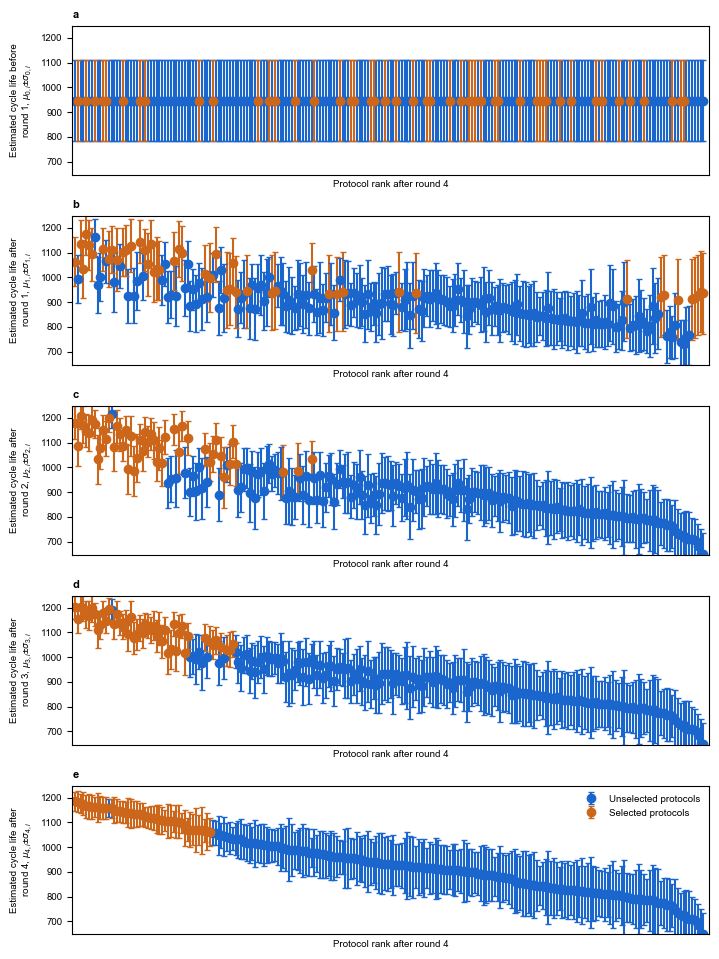 a
Estimated cycle life before
round 1, μ0,i±σ0,i
1200
1100
1000
900
800
700
Protocol rank after round 4
b
Estimated cycle life after
round 1, μ1,i±σ1,i
1200
1100
1000
900
800
700
Protocol rank after round 4
c
Estimated cycle life after
round 2, μ2,i±σ2,i
1200
1100
1000
900
800
700
Protocol rank after round 4
d
Estimated cycle life after
round 3, μ3,i±σ3,i
1200
1100
1000
900
800
700
Protocol rank after round 4
e
Estimated cycle life after
round 4, μ4,i±σ4,i
1200
1100
1000
900
800
700
Unselected protocols
Selected protocols
Protocol rank after round 4